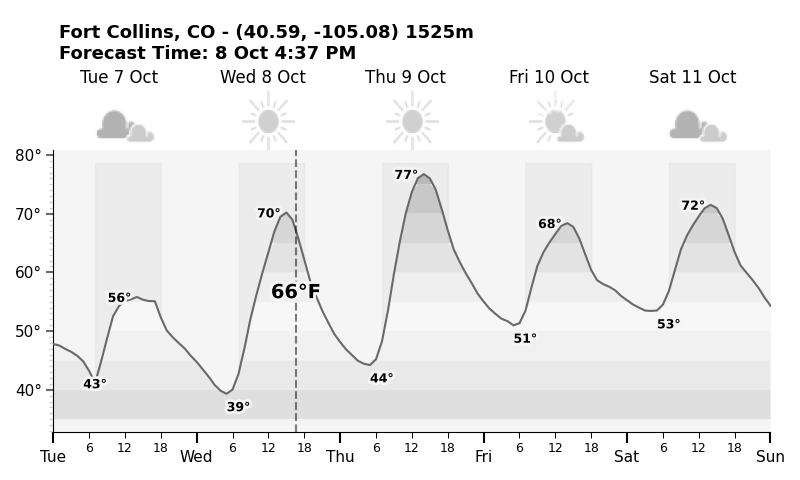 Fort Collins, CO - (40.59, -105.08) 1525m
Forecast Time: 8 Oct 4:37 PM
Tue 7 Oct Wed 8 Oct Thu 9 Oct Fri 10 Oct Sat 11 Oct
80°
77°
72°
70° 70°
68°
66°F
60°
56°
53°
51°
50°
44°
43°
40°
39°
6 12 18 6 12 18 6 12 18 6 12 18 6 12 18
Tue Wed Thu Fri Sat Sun